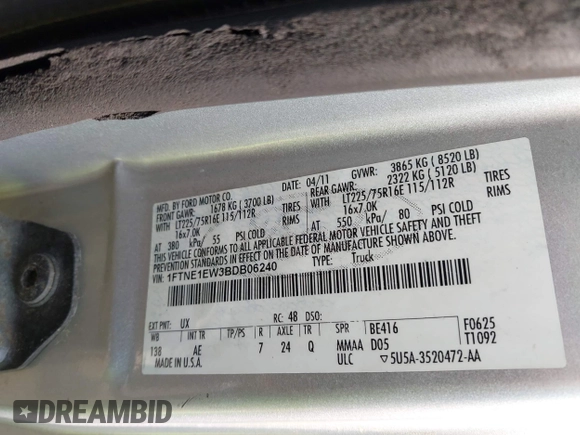 MFD. BY FORD MOTOR CO.
DATE: 04/11 GVWR: 3865 KG ( 8520 LB)
FRONT GAWR: 1678 KG ( 3700 LB) REAR GAWR: 2322 KG ( 5120 LB)
LT225/75R16E 115/112R TIRES LT225/75R16E 115/112R TIRES
16x7.0K RIMS 16x7.0K RIMS
AT 380 kPa/ 55 PSI COLD AT 550 kPa/ 80 PSI COLD
THIS VEHICLE CONFORMS TO ALL APPLICABLE FEDERAL MOTOR VEHICLE SAFETY AND THEFT
PREVENTION STANDARDS IN EFFECT ON THE DATE OF MANUFACTURE SHOWN ABOVE.
VIN: 1FTNE1EW3BDB06240 TYPE: Truck
EXT PNT: UX RC: 48 DSO: F0625
WB INT TR TP/PS R AXLE TR SPR BE416 T1092
138 AE 7 24 Q MMAA D05
MADE IN U.S.A. ULC ▽5U5A-3520472-AA
DREAMBID